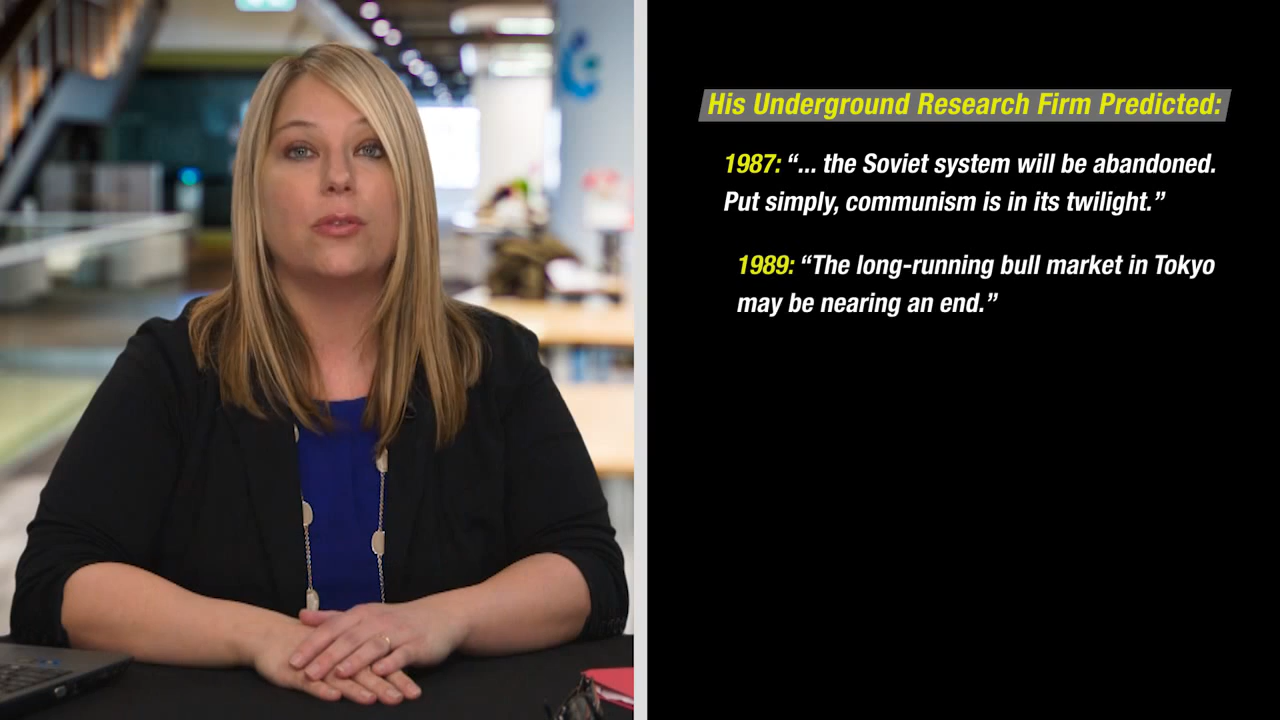 His Underground Research Firm Predicted:
1987: “... the Soviet system will be abandoned.
Put simply, communism is in its twilight.”
1989: “The long-running bull market in Tokyo
may be nearing an end.”